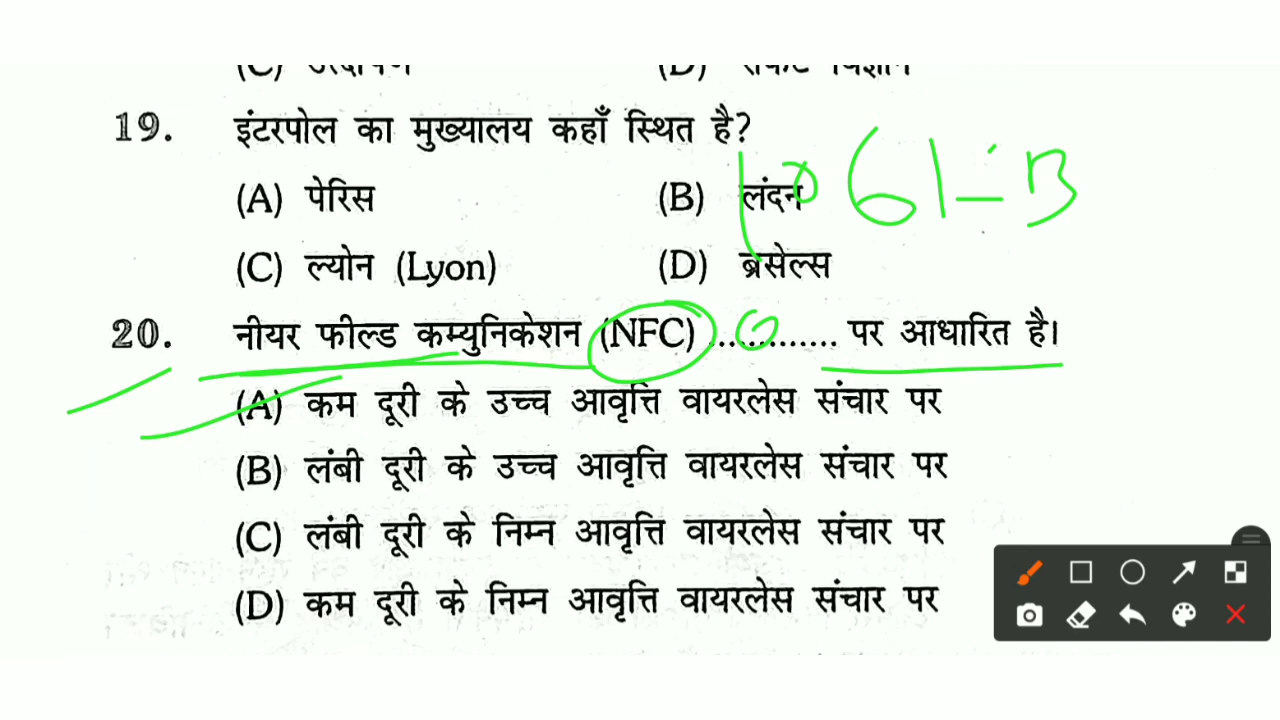 19. इंटरपोल का मुख्यालय कहाँ स्थित है?
(A) पेरिस (B) लंदन
61-B
(C) ल्योन (Lyon) (D) ब्रसेल्स
20. नीयर फील्ड कम्युनिकेशन (NFC) ............. पर आधारित है।
(A) कम दूरी के उच्च आवृत्ति वायरलेस संचार पर
(B) लंबी दूरी के उच्च आवृत्ति वायरलेस संचार पर
(C) लंबी दूरी के निम्न आवृत्ति वायरलेस संचार पर
(D) कम दूरी के निम्न आवृत्ति वायरलेस संचार पर